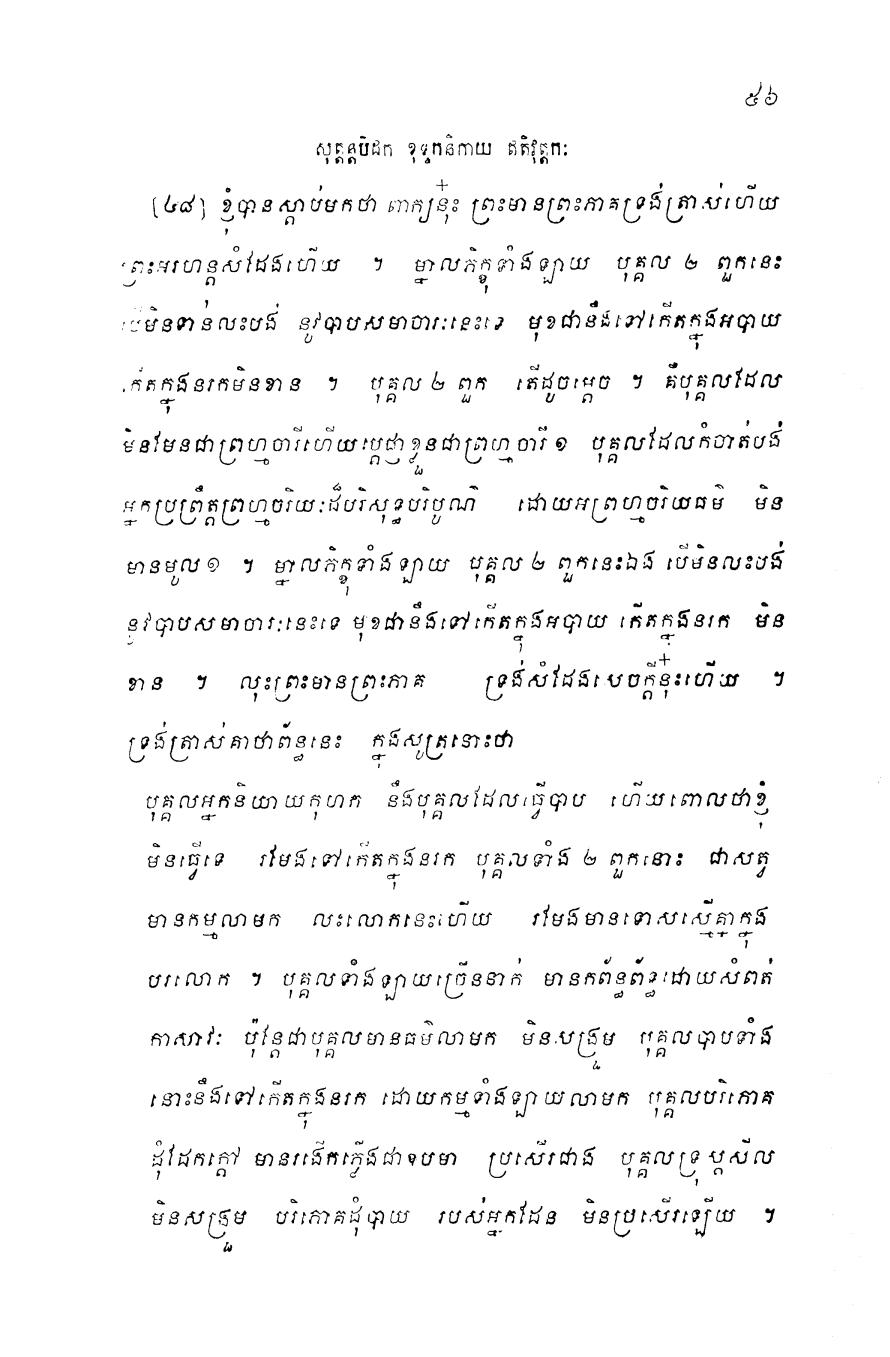 ៥៦
សុត្តន្តបិដក ខុទ្ទកនិកាយ ឥតិវុត្តកៈ
[៤៨] ខ្ញុំបានស្តាប់មកថា ពាក្យនុ៎ះ ព្រះមានព្រះភាគទ្រង់ត្រាស់ហើយ
ព្រះអរហន្តសំដែងហើយ ។ ម្នាលភិក្ខុទាំងឡាយ បុគ្គល ២ ពួកនេះ
បើមិនទាន់លះបង់ នូវបាបសមាចារៈនេះទេ មុខជានឹងទៅកើតក្នុងអបាយ
កើតក្នុងនរកមិនខាន ។ បុគ្គល ២ ពួក តើដូចម្តេច ។ គឺបុគ្គលដែល
មិនមែនជាព្រហ្មចារីហើយប្តេជ្ញាខ្លួនជាព្រហ្មចារី ១ បុគ្គលដែលកំចាត់បង់
អ្នកប្រព្រឹត្តព្រហ្មចរិយៈដ៏បរិសុទ្ធបរិបូណ៌ ដោយអព្រហ្មចរិយធម៌ មិន
មានមូល ១ ។ ម្នាលភិក្ខុទាំងឡាយ បុគ្គល ២ ពួកនេះឯង បើមិនលះបង់
នូវបាបសមាចារៈនេះទេ មុខជានឹងទៅកើតក្នុងអបាយ កើតក្នុងនរក មិន
ខាន ។ លុះព្រះមានព្រះភាគ ទ្រង់សំដែងសេចក្តីនុ៎ះហើយ ។
ទ្រង់ត្រាស់គាថាព័ន្ធនេះ ក្នុងសូត្រនោះថា
បុគ្គលអ្នកនិយាយកុហក នឹងបុគ្គលដែលធ្វើបាប ហើយពោលថាខ្ញុំ
មិនធ្វើទេ រមែងទៅកើតក្នុងនរក បុគ្គលទាំង ២ ពួកនោះ ជាសត្វ
មានកម្មលាមក លះលោកនេះហើយ រមែងមានទោសស្មើគ្នាក្នុង
បរលោក ។ បុគ្គលទាំងឡាយច្រើននាក់ មានកព័ន្ធព័ទ្ធដោយសំពត់
កាសាវៈ ប៉ុន្តែជាបុគ្គលមានធម៌លាមក មិនសង្រួម បុគ្គលបាបទាំង
នោះនឹងទៅកើតក្នុងនរក ដោយកម្មទាំងឡាយលាមក បុគ្គលបរិភោគ
ដុំដែកក្តៅ មានរងើកភ្លើងជាឧបមា ប្រសើរជាង បុគ្គលទ្រុស្តសីល
មិនសង្រួម បរិភោគដុំបាយ របស់អ្នកដែន មិនប្រសើរឡើយ ។